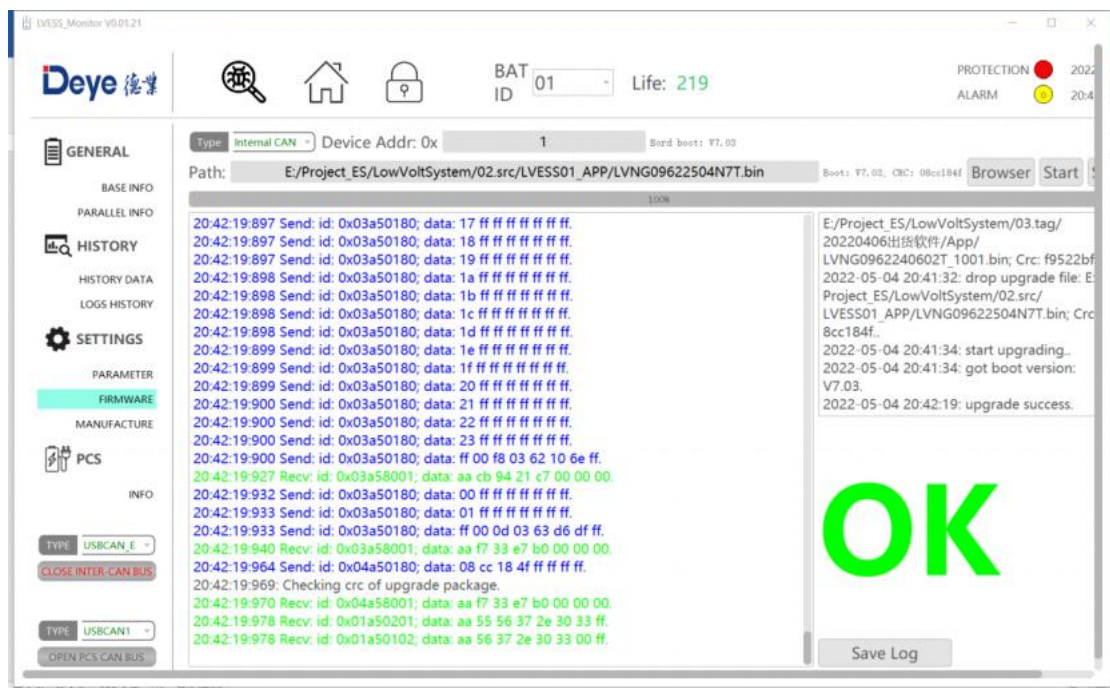 LVESS_Monitor V0.01.21
Deye 德業
BAT ID 01
Life: 219
PROTECTION 2022
ALARM 0 20:4
GENERAL
BASE INFO
PARALLEL INFO
HISTORY
HISTORY DATA
LOGS HISTORY
SETTINGS
PARAMETER
FIRMWARE
MANUFACTURE
PCS
INFO
TYPE USBCAN_E
CLOSE INTER-CAN BUS
TYPE USBCAN1
OPEN PCS CAN BUS
Type Internal CAN Device Addr: 0x 1 Bord boot: V7.03
Path: E:/Project_ES/LowVoltSystem/02.src/LVESS01_APP/LVNG09622504N7T.bin Boot: V7.02, CRC: 08cc184f Browser Start S
100%
20:42:19:897 Send: id: 0x03a50180; data: 17 ff ff ff ff ff ff ff.
20:42:19:897 Send: id: 0x03a50180; data: 18 ff ff ff ff ff ff ff.
20:42:19:897 Send: id: 0x03a50180; data: 19 ff ff ff ff ff ff ff.
20:42:19:898 Send: id: 0x03a50180; data: 1a ff ff ff ff ff ff ff.
20:42:19:898 Send: id: 0x03a50180; data: 1b ff ff ff ff ff ff ff.
20:42:19:898 Send: id: 0x03a50180; data: 1c ff ff ff ff ff ff ff.
20:42:19:898 Send: id: 0x03a50180; data: 1d ff ff ff ff ff ff ff.
20:42:19:899 Send: id: 0x03a50180; data: 1e ff ff ff ff ff ff ff.
20:42:19:899 Send: id: 0x03a50180; data: 1f ff ff ff ff ff ff ff.
20:42:19:899 Send: id: 0x03a50180; data: 20 ff ff ff ff ff ff ff.
20:42:19:900 Send: id: 0x03a50180; data: 21 ff ff ff ff ff ff ff.
20:42:19:900 Send: id: 0x03a50180; data: 22 ff ff ff ff ff ff ff.
20:42:19:900 Send: id: 0x03a50180; data: 23 ff ff ff ff ff ff ff.
20:42:19:900 Send: id: 0x03a50180; data: ff 00 f8 03 62 10 6e ff.
20:42:19:927 Recv: id: 0x03a58001; data: aa cb 94 21 c7 00 00 00.
20:42:19:932 Send: id: 0x03a50180; data: 00 ff ff ff ff ff ff ff.
20:42:19:933 Send: id: 0x03a50180; data: 01 ff ff ff ff ff ff ff.
20:42:19:933 Send: id: 0x03a50180; data: ff 00 0d 03 63 d6 df ff.
20:42:19:940 Recv: id: 0x03a58001; data: aa f7 33 e7 b0 00 00 00.
20:42:19:964 Send: id: 0x04a50180; data: 08 cc 18 4f ff ff ff ff.
20:42:19:969: Checking crc of upgrade package.
20:42:19:970 Recv: id: 0x04a58001; data: aa f7 33 e7 b0 00 00 00.
20:42:19:978 Recv: id: 0x01a50201; data: aa 55 56 37 2e 30 33 ff.
20:42:19:978 Recv: id: 0x01a50102; data: aa 56 37 2e 30 33 00 ff.
E:/Project_ES/LowVoltSystem/03.tag/
20220406出货软件/App/
LVNG0962240602T_1001.bin; Crc: f9522bf
2022-05-04 20:41:32: drop upgrade file: E:
Project_ES/LowVoltSystem/02.src/
LVESS01_APP/LVNG09622504N7T.bin; Crc
8cc184f..
2022-05-04 20:41:34: start upgrading..
2022-05-04 20:41:34: got boot version:
V7.03.
2022-05-04 20:42:19: upgrade success.
OK
Save Log